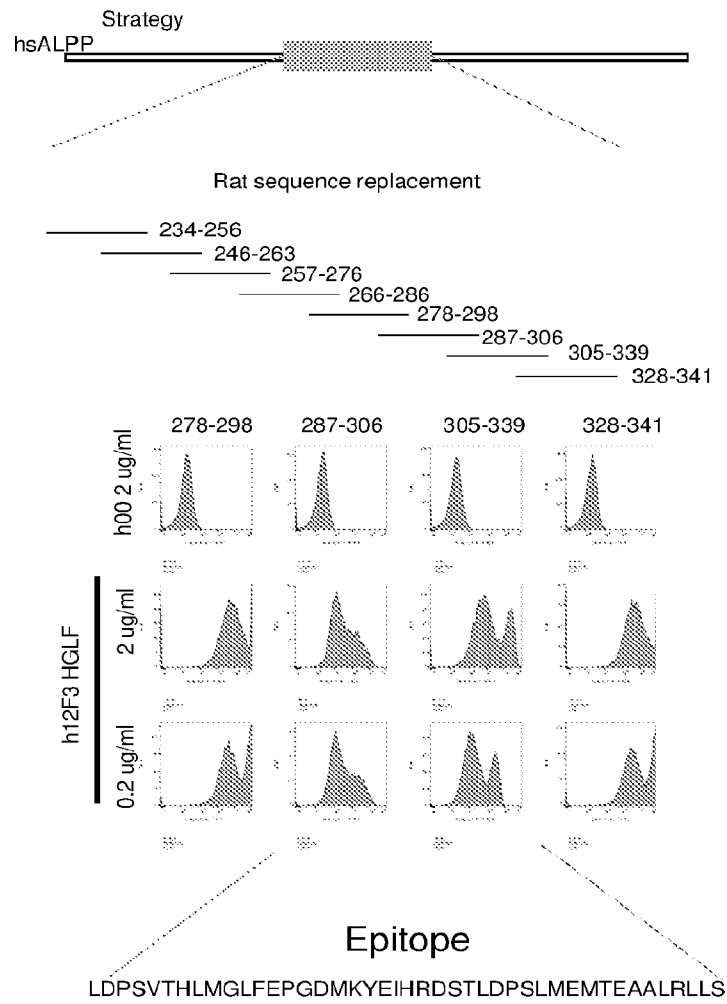 Strategy
hsALPP
Rat sequence replacement
234-256
246-263
257-276
266-286
278-298
287-306
305-339
328-341
278-298 287-306 305-339 328-341
h00 2 ug/ml
h12F3 HGLF
2 ug/ml
0.2 ug/ml
Epitope
LDPSVTHLMGLFEPGDMKYEIHRDSTLDPSLMEMTEAALRLLS